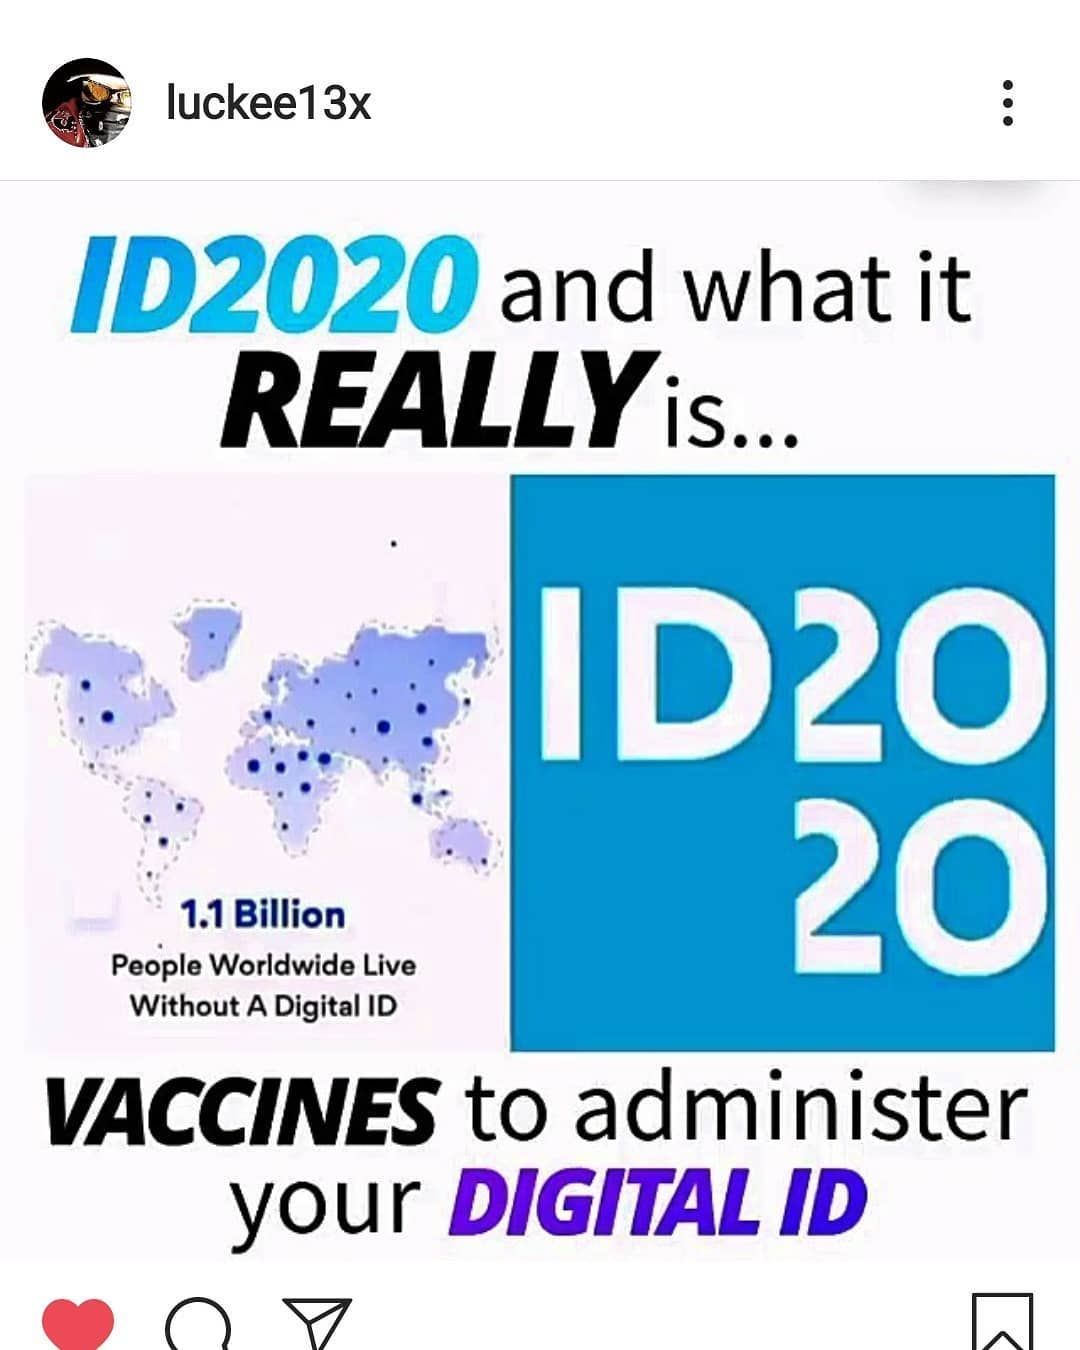 luckee13x
ID2020 and what it
REALLY is...
1.1 Billion
People Worldwide Live
Without A Digital ID
ID20
20
VACCINES to administer
your DIGITAL ID